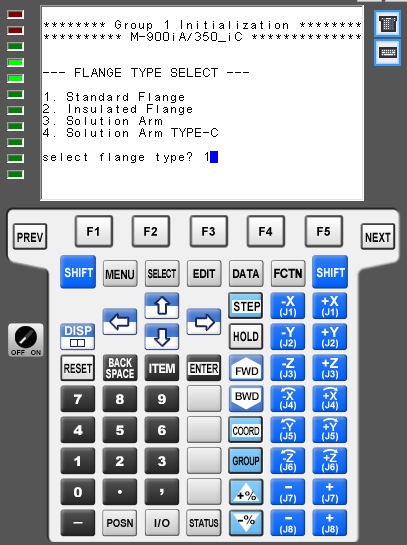 ******** Group 1 Initialization ********
********** M-900iA/350_iC *************
--- FLANGE TYPE SELECT ---
1. Standard Flange
2. Insulated Flange
3. Solution Arm
4. Solution Arm TYPE-C
select flange type? 1
PREV F1 F2 F3 F4 F5 NEXT
SHIFT MENU SELECT EDIT DATA FCTN SHIFT
STEP -X (J1) +X (J1)
DISP HOLD -Y (J2) +Y (J2)
OFF ON
RESET BACK SPACE ITEM ENTER FWD -Z (J3) +Z (J3)
7 8 9 BWD -X (J4) +X (J4)
4 5 6 COORD -Y (J5) +Y (J5)
1 2 3 GROUP -Z (J6) +Z (J6)
0 . , +% - (J7) + (J7)
- POSN I/O STATUS -% - (J8) + (J8)